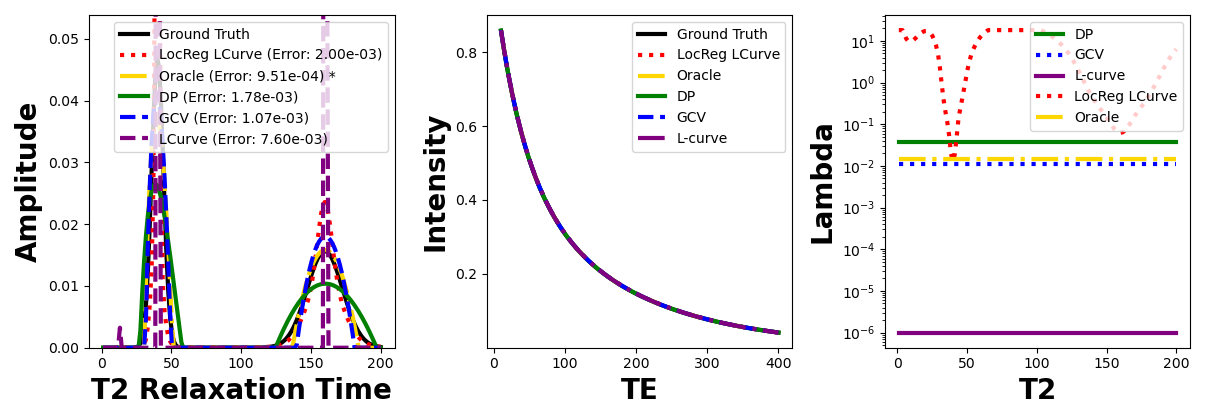 Amplitude
0.05
0.04
0.03
0.02
0.01
0.00
0
50
100
150
200
T2 Relaxation Time
Ground Truth
LocReg LCurve (Error: 2.00e-03)
Oracle (Error: 9.51e-04) *
DP (Error: 1.78e-03)
GCV (Error: 1.07e-03)
LCurve (Error: 7.60e-03)
Intensity
0.8
0.6
0.4
0.2
0
100
200
300
400
TE
Ground Truth
LocReg LCurve
Oracle
DP
GCV
L-curve
Lambda
10^1
10^0
10^-1
10^-2
10^-3
10^-4
10^-5
10^-6
0
50
100
150
200
T2
DP
GCV
L-curve
LocReg LCurve
Oracle